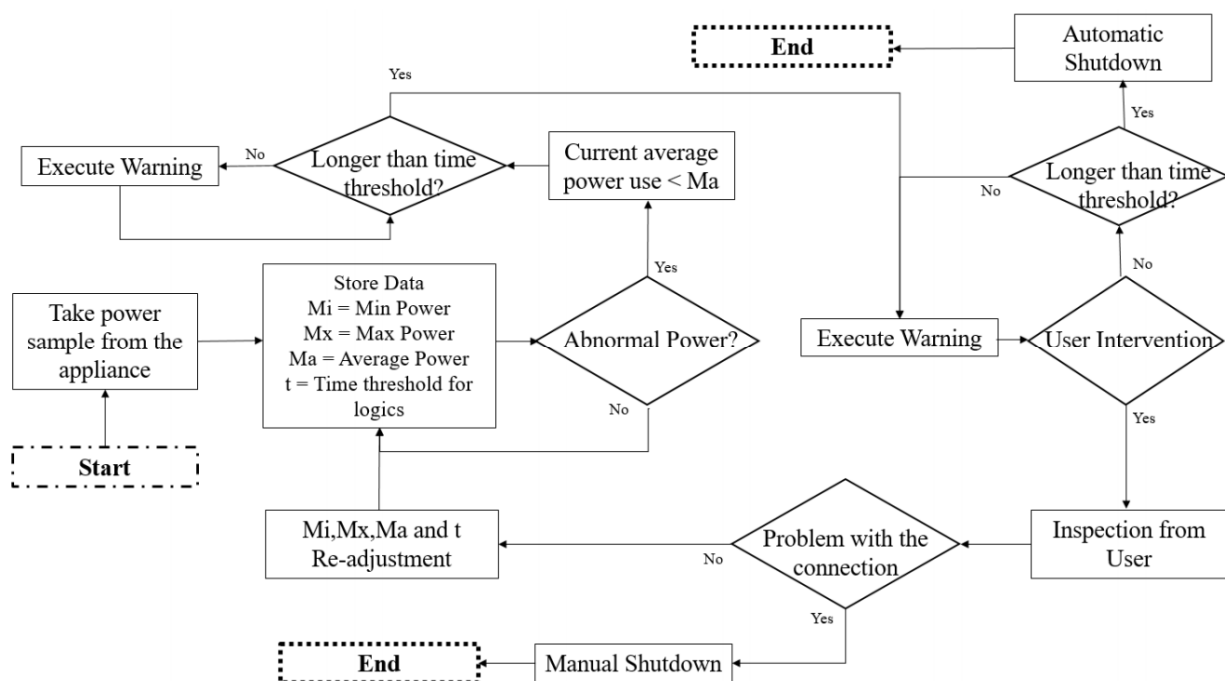 End
Automatic
Shutdown
Yes
Yes
Execute Warning
No
Longer than time
threshold?
Current average
power use < Ma
No
Longer than time
threshold?
Yes
No
Take power
sample from the
appliance
Store Data
Mi = Min Power
Mx = Max Power
Ma = Average Power
t = Time threshold for
logics
Abnormal Power?
Execute Warning
User Intervention
No
Yes
Start
Mi,Mx,Ma and t
Re-adjustment
No
Problem with the
connection
Inspection from
User
Yes
End
Manual Shutdown